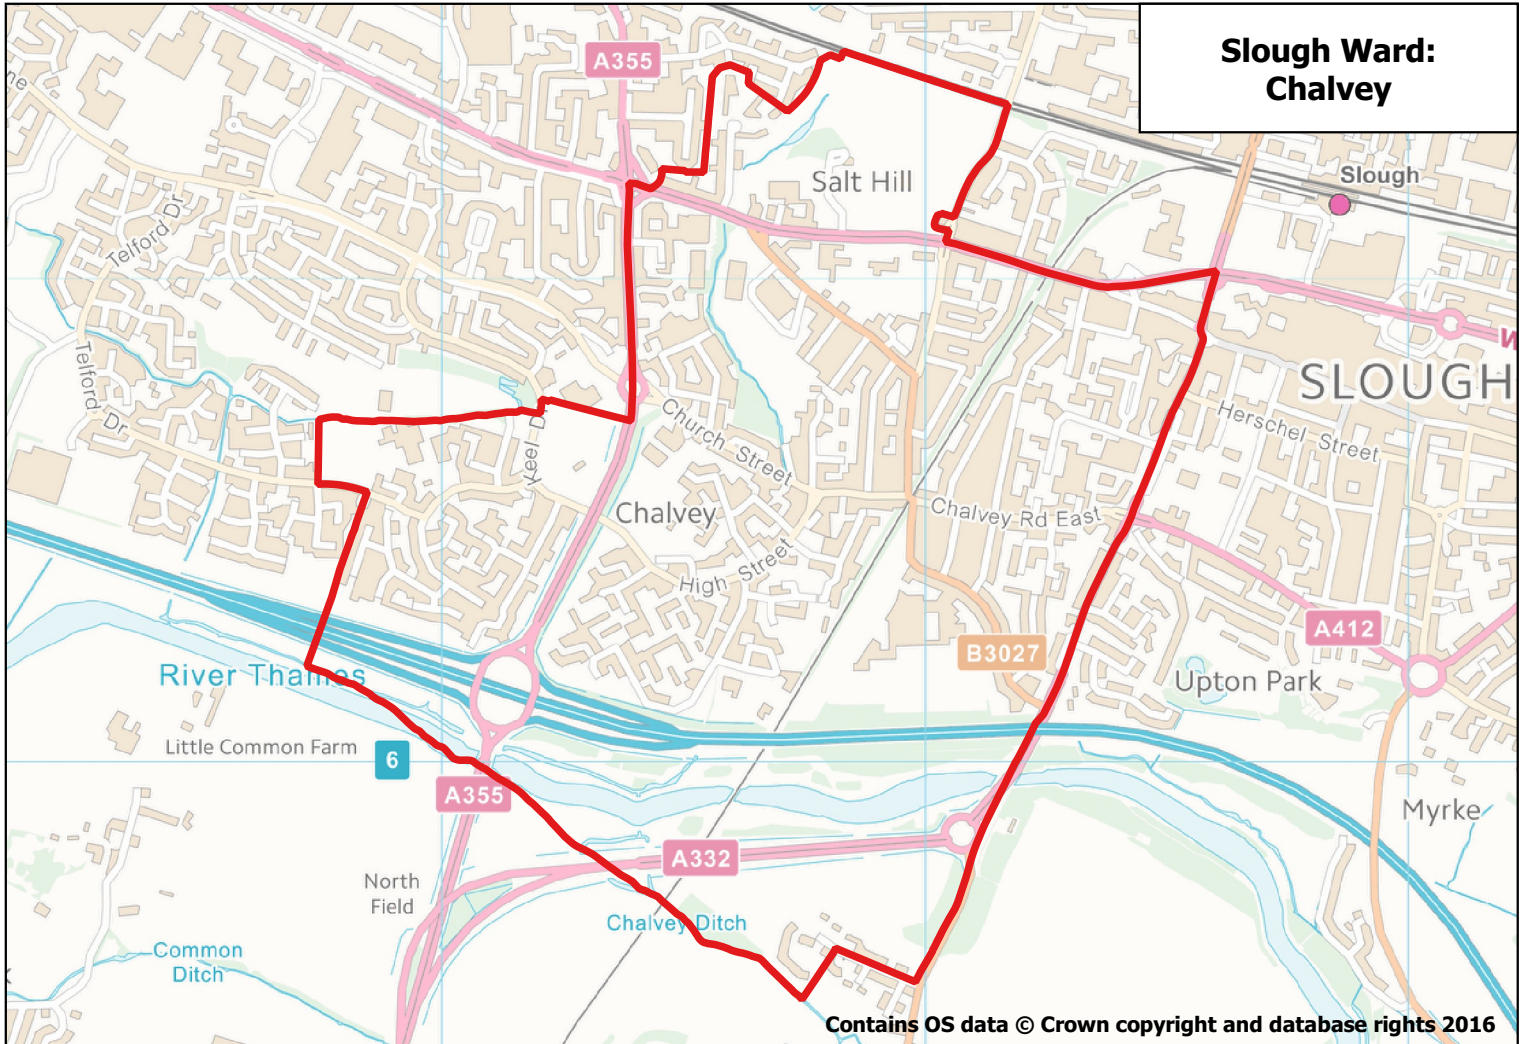 Slough Ward:
Chalvey
A355
ne
Salt Hill
Slough
Telford Dr
W
SLOUGH
Telford Dr
Herschel Street
Church Street
Keel D
Chalvey
Chalvey Rd East
High Street
A412
B3027
River Thames
Upton Park
Little Common Farm
6
A355
Myrke
A332
North
Field
Chalvey Ditch
Common
Ditch
Contains OS data © Crown copyright and database rights 2016